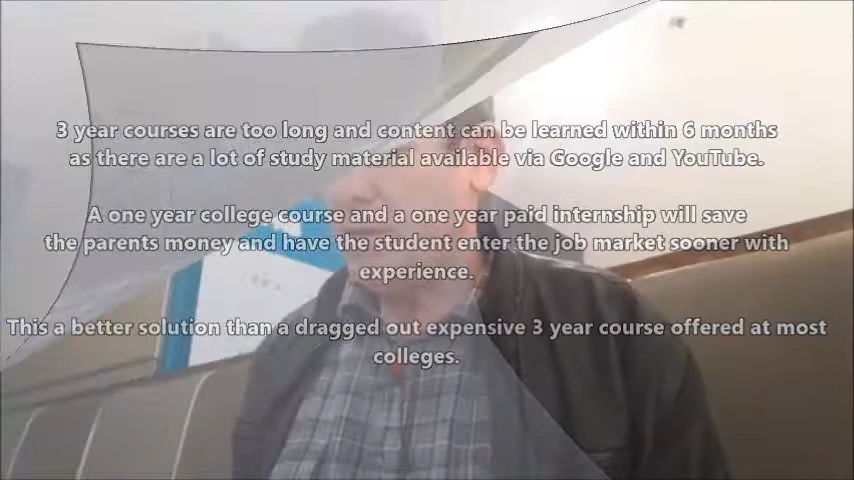 3 year courses are too long and content can be learned within 6 months
as there are a lot of study material available via Google and YouTube.
A one year college course and a one year paid internship will save
the parents money and have the student enter the job market sooner with
experience.
This a better solution than a dragged out expensive 3 year course offered at most
colleges.